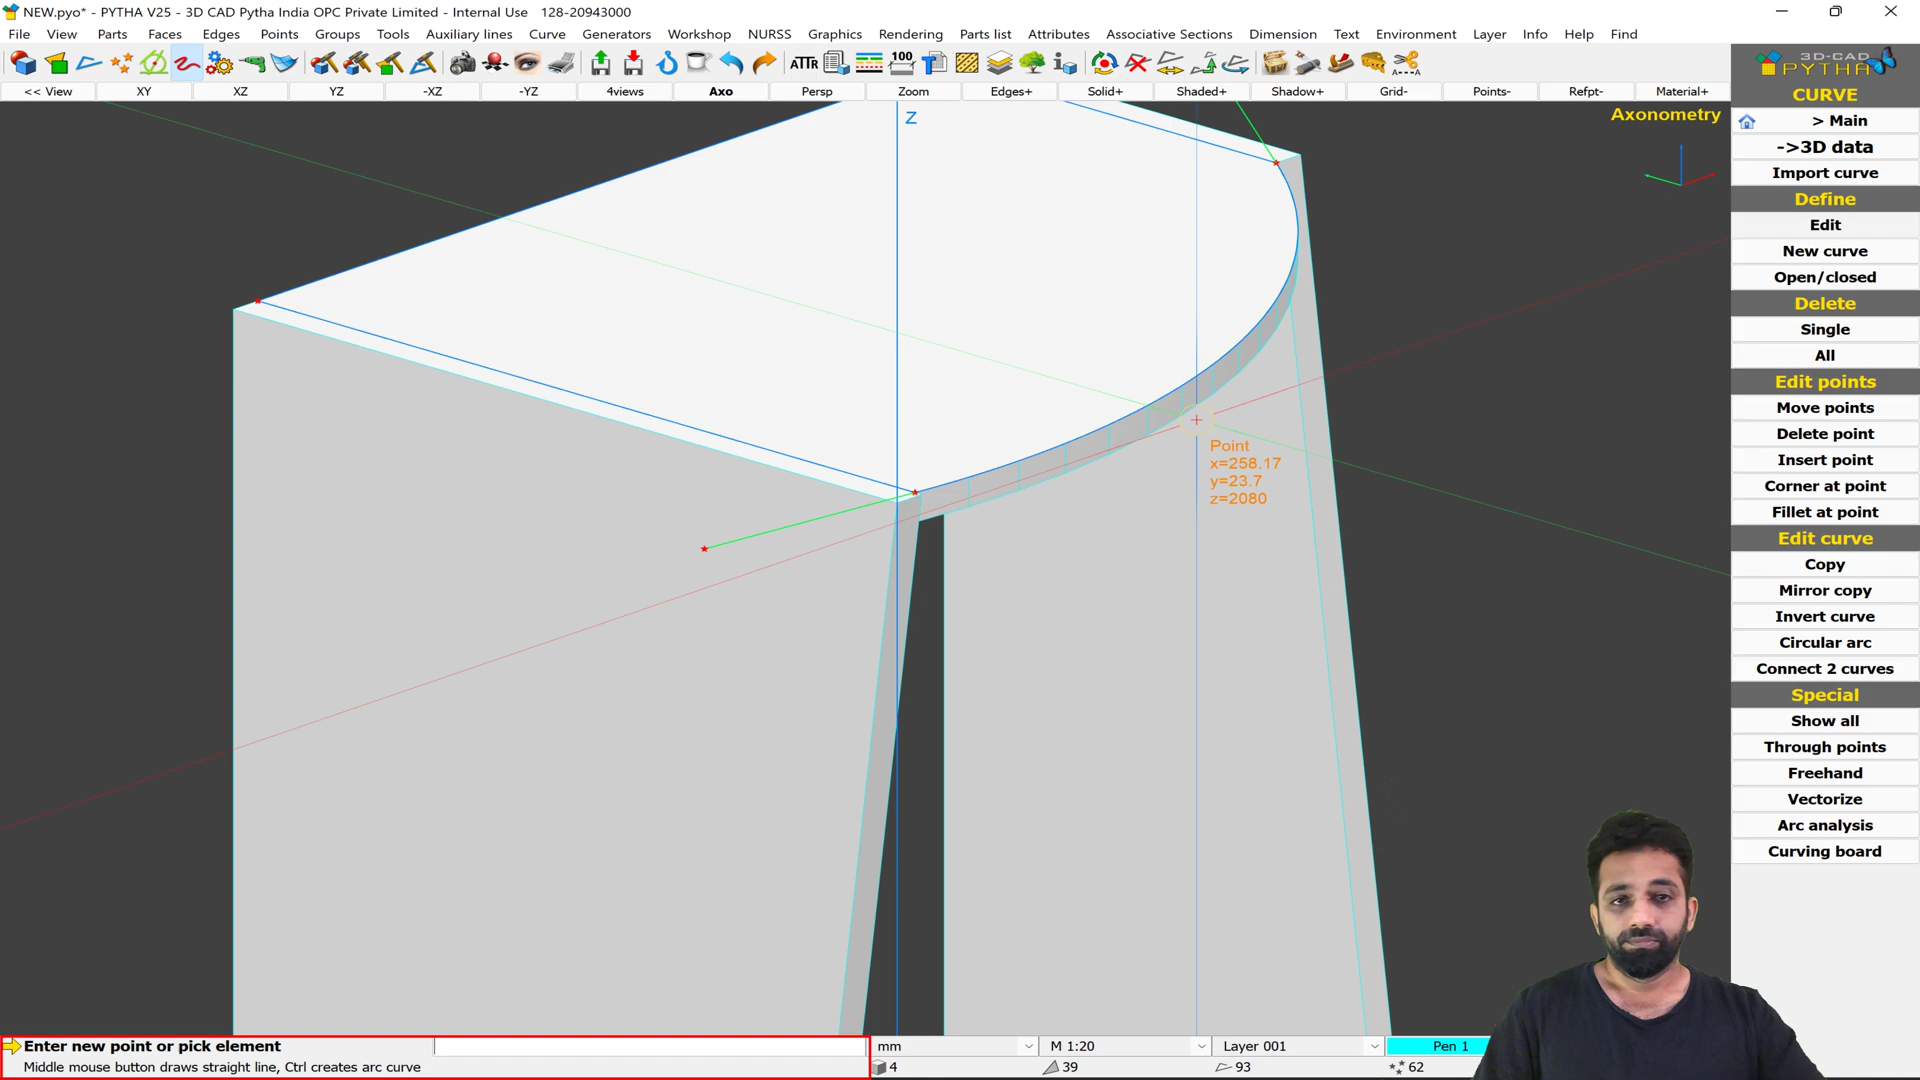 NEW.pyo* - PYTHA V25 - 3D CAD Pytha India OPC Private Limited - Internal Use 128-20943000
File View Parts Faces Edges Points Groups Tools Auxiliary lines Curve Generators Workshop NURSS Graphics Rendering Parts list Attributes Associative Sections Dimension Text Environment Layer Info Help Find
ATTR 100
<< View XY XZ YZ -XZ -YZ 4views Axo Persp Zoom Edges+ Solid+ Shaded+ Shadow+ Grid- Points- Refpt- Material+
3D-CAD
PYTHA
CURVE
> Main
->3D data
Import curve
Define
Edit
New curve
Open/closed
Delete
Single
All
Edit points
Move points
Delete point
Insert point
Corner at point
Fillet at point
Edit curve
Copy
Mirror copy
Invert curve
Circular arc
Connect 2 curves
Special
Show all
Through points
Freehand
Vectorize
Arc analysis
Curving board
Axonometry
Z
Point
x=258.17
y=23.7
z=2080
Enter new point or pick element
mm M 1:20 Layer 001 Pen 1
Middle mouse button draws straight line, Ctrl creates arc curve
4 39 93 62